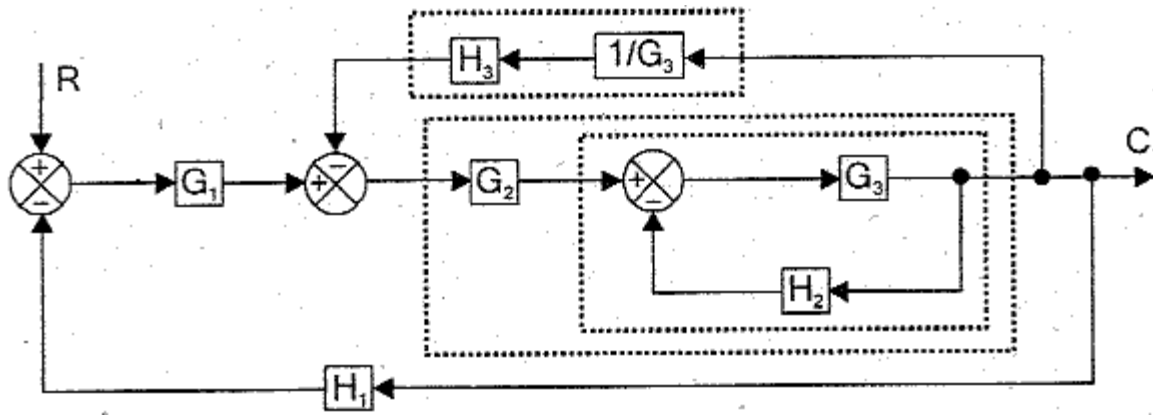 H₃
1/G₃
R
C
+
−
G₁
−
+
G₂
+
−
G₃
H₂
H₁